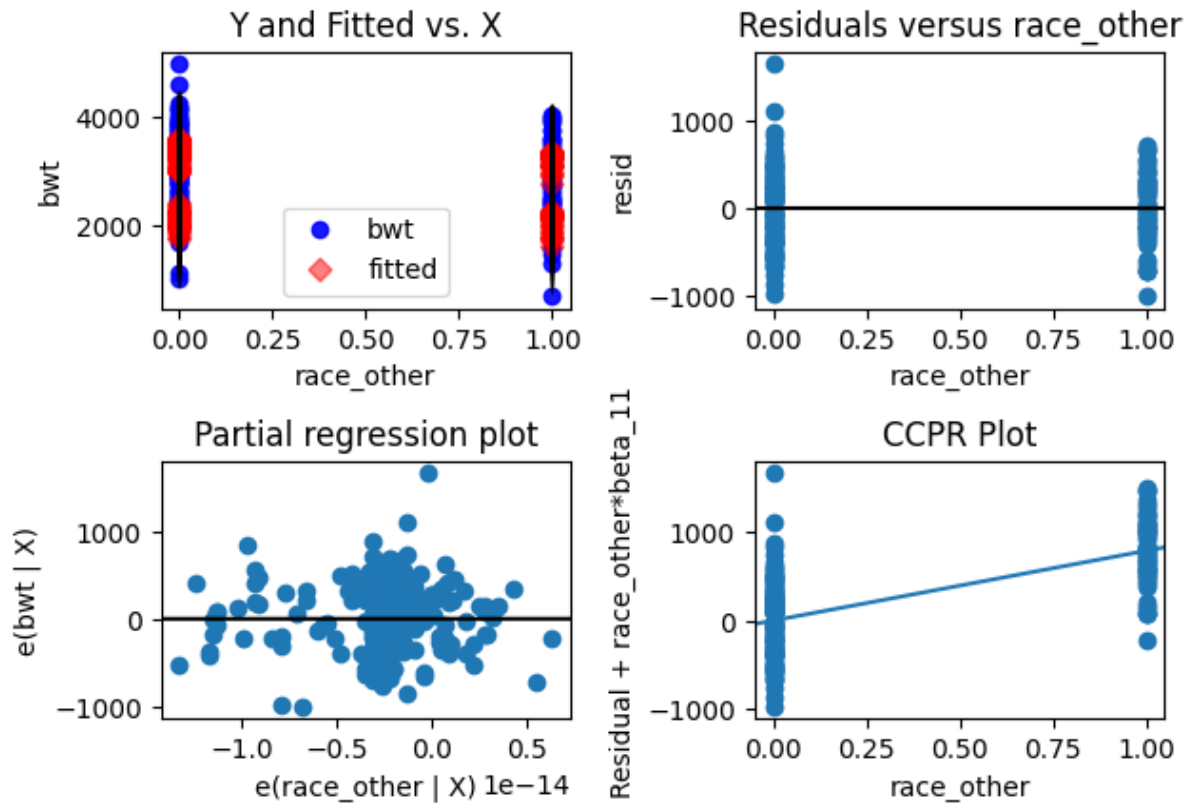 Y and Fitted vs. X
bwt
4000
2000
bwt
fitted
0.00 0.25 0.50 0.75 1.00
race_other
Residuals versus race_other
resid
1000
0
−1000
0.00 0.25 0.50 0.75 1.00
race_other
Partial regression plot
e(bwt | X)
1000
0
−1000
−1.0 −0.5 0.0 0.5
e(race_other | X) 1e−14
CCPR Plot
Residual + race_other*beta_11
1000
0
−1000
0.00 0.25 0.50 0.75 1.00
race_other